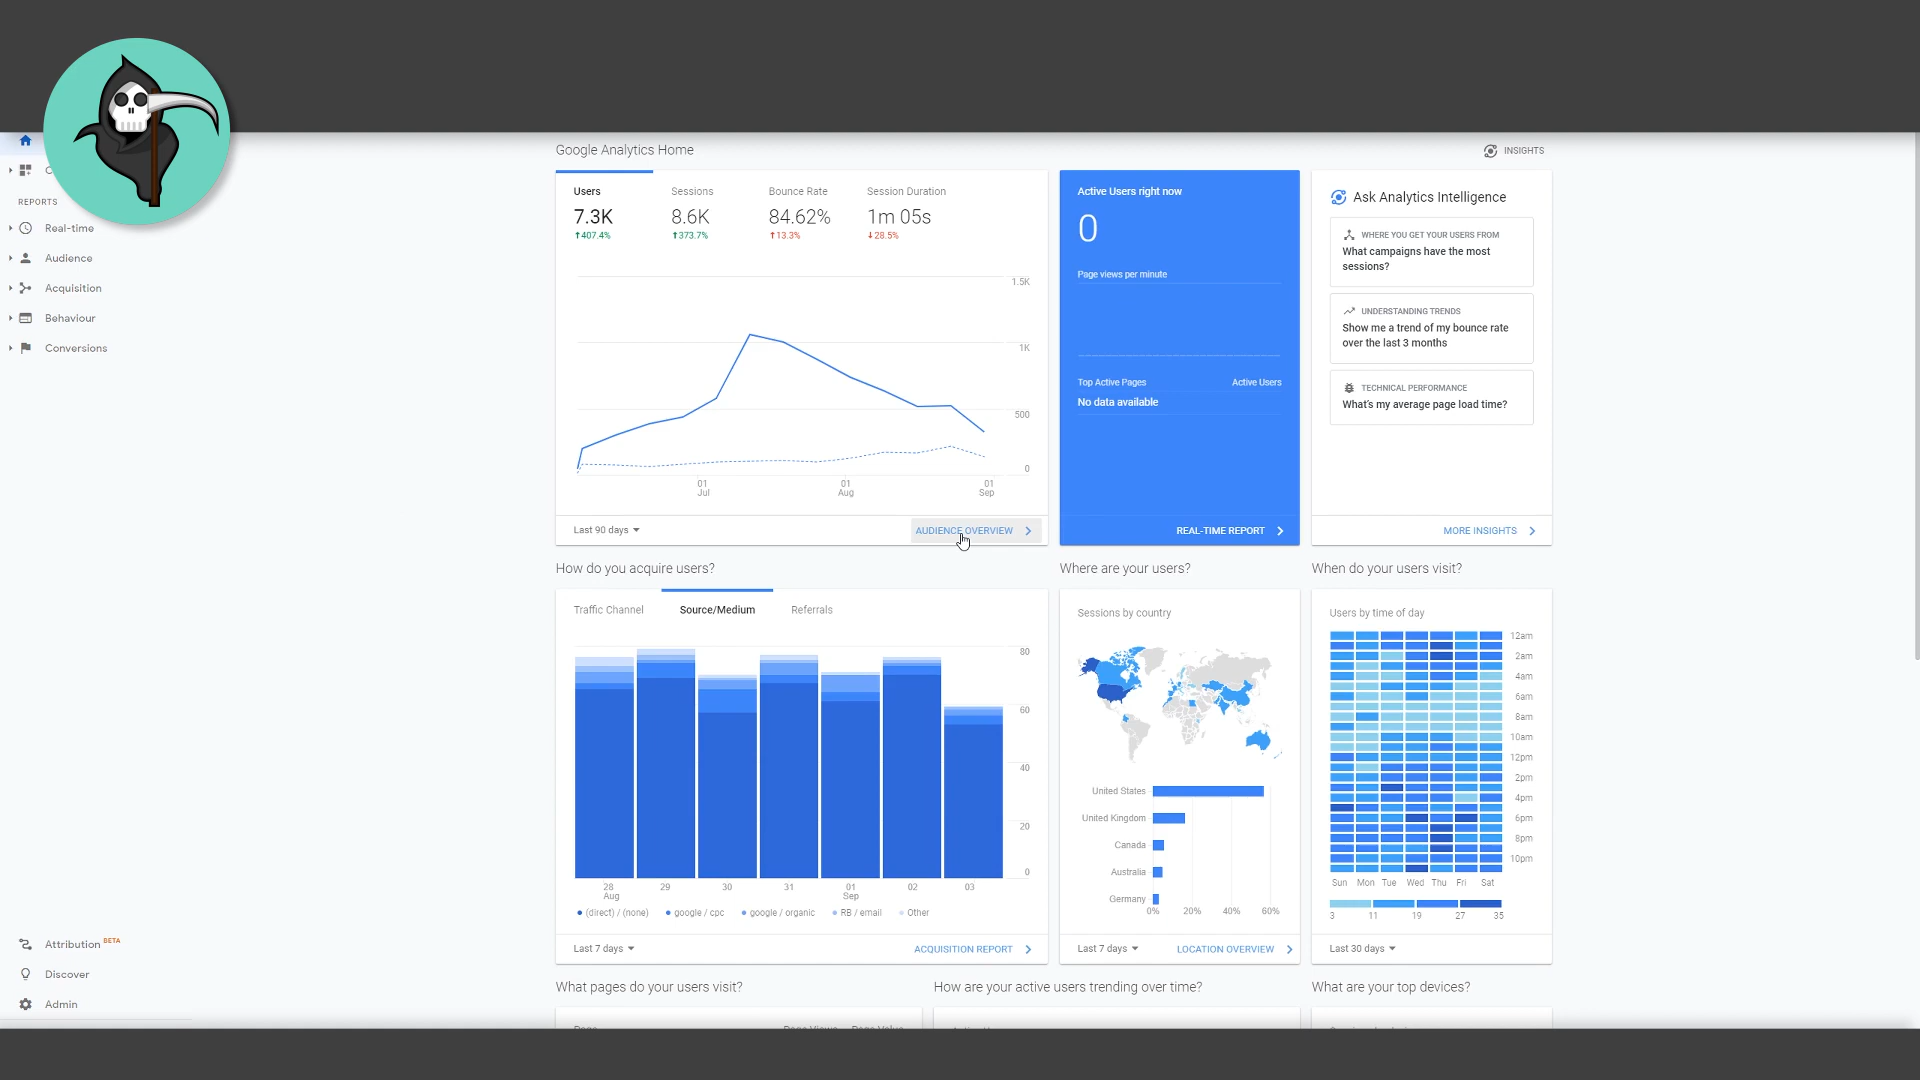 Google Analytics Home
INSIGHTS
Users
Sessions
Bounce Rate
Session Duration
7.3K
8.6K
84.62%
1m 05s
↑407.4%
↑373.7%
↑13.3%
↓28.5%
1.5K
1K
500
0
01
Jul
01
Aug
01
Sep
Last 90 days
AUDIENCE OVERVIEW
Active Users right now
0
Page views per minute
Top Active Pages
Active Users
No data available
REAL-TIME REPORT
Ask Analytics Intelligence
WHERE YOU GET YOUR USERS FROM
What campaigns have the most
sessions?
UNDERSTANDING TRENDS
Show me a trend of my bounce rate
over the last 3 months
TECHNICAL PERFORMANCE
What's my average page load time?
MORE INSIGHTS
REPORTS
Real-time
Audience
Acquisition
Behaviour
Conversions
Attribution BETA
Discover
Admin
How do you acquire users?
Traffic Channel
Source/Medium
Referrals
80
60
40
20
0
28
Aug
29
30
31
01
Sep
02
03
(direct) / (none)
google / cpc
google / organic
RB / email
Other
Last 7 days
ACQUISITION REPORT
Where are your users?
Sessions by country
United States
United Kingdom
Canada
Australia
Germany
0%
20%
40%
60%
Last 7 days
LOCATION OVERVIEW
When do your users visit?
Users by time of day
12am
2am
4am
6am
8am
10am
12pm
2pm
4pm
6pm
8pm
10pm
Sun
Mon
Tue
Wed
Thu
Fri
Sat
3
11
19
27
35
Last 30 days
What pages do your users visit?
How are your active users trending over time?
What are your top devices?